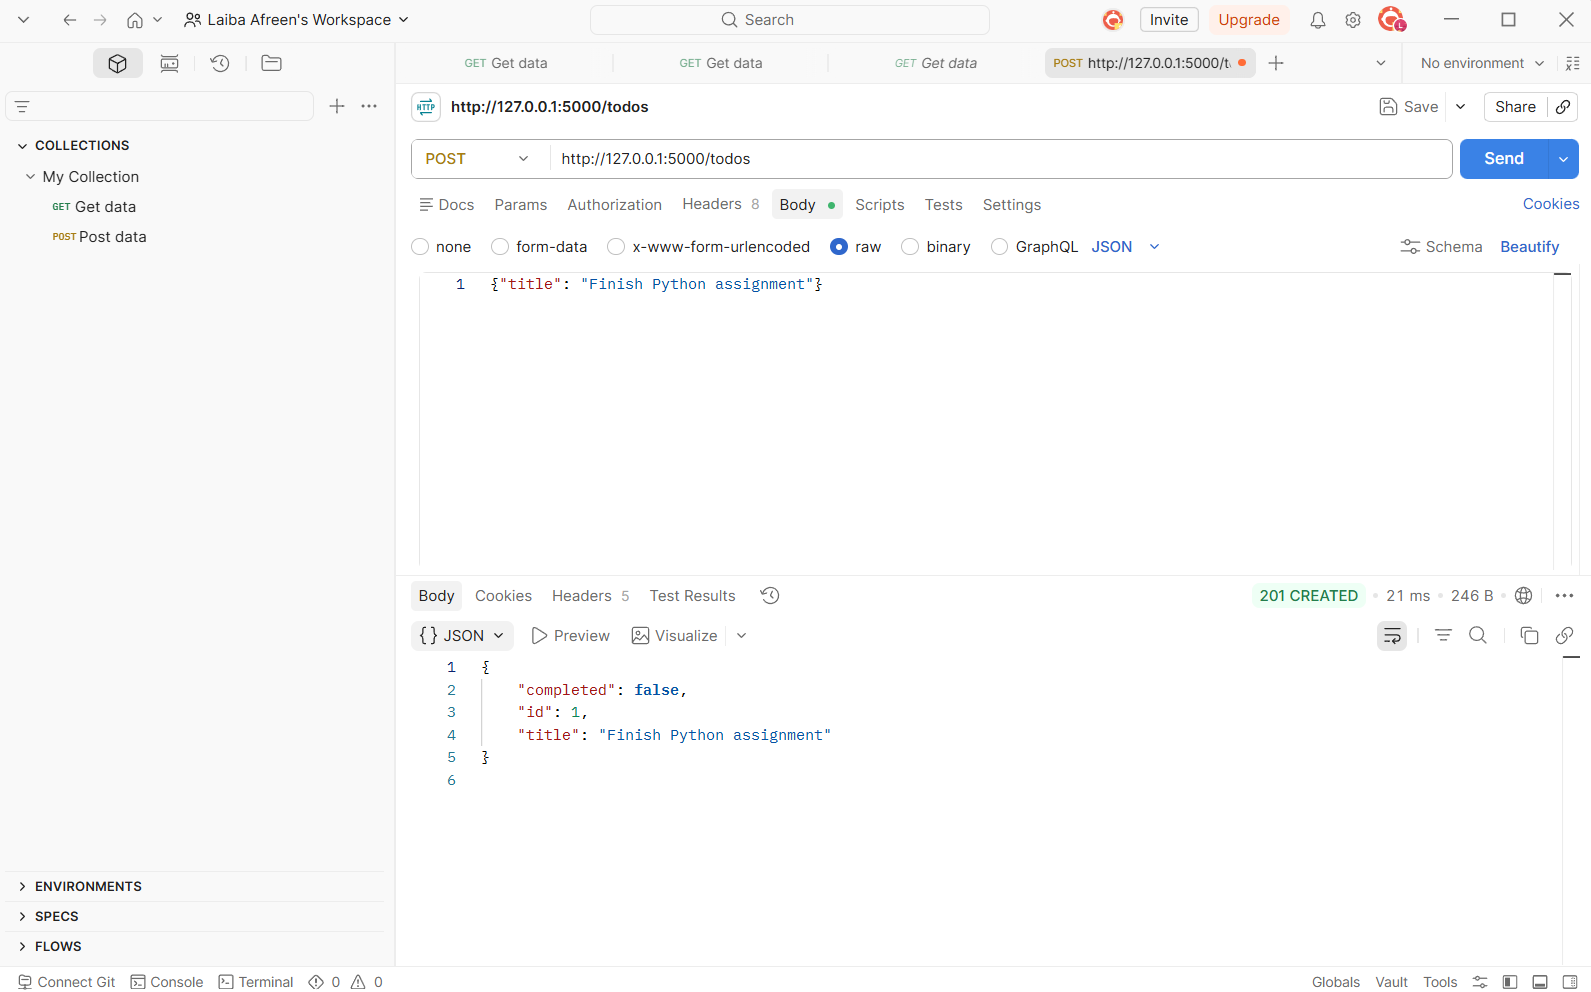 Laiba Afreen's Workspace
Search
Invite
Upgrade
L
GET Get data
GET Get data
GET Get data
POST http://127.0.0.1:5000/t
No environment
HTTP http://127.0.0.1:5000/todos
Save
Share
COLLECTIONS
My Collection
GET Get data
POST Post data
POST http://127.0.0.1:5000/todos
Send
Docs Params Authorization Headers 8 Body Scripts Tests Settings
Cookies
none form-data x-www-form-urlencoded raw binary GraphQL JSON
Schema Beautify
1 {"title": "Finish Python assignment"}
Body Cookies Headers 5 Test Results
201 CREATED 21 ms 246 B
{} JSON Preview Visualize
1 {
2 "completed": false,
3 "id": 1,
4 "title": "Finish Python assignment"
5 }
6
ENVIRONMENTS
SPECS
FLOWS
Connect Git Console Terminal 0 0
Globals Vault Tools